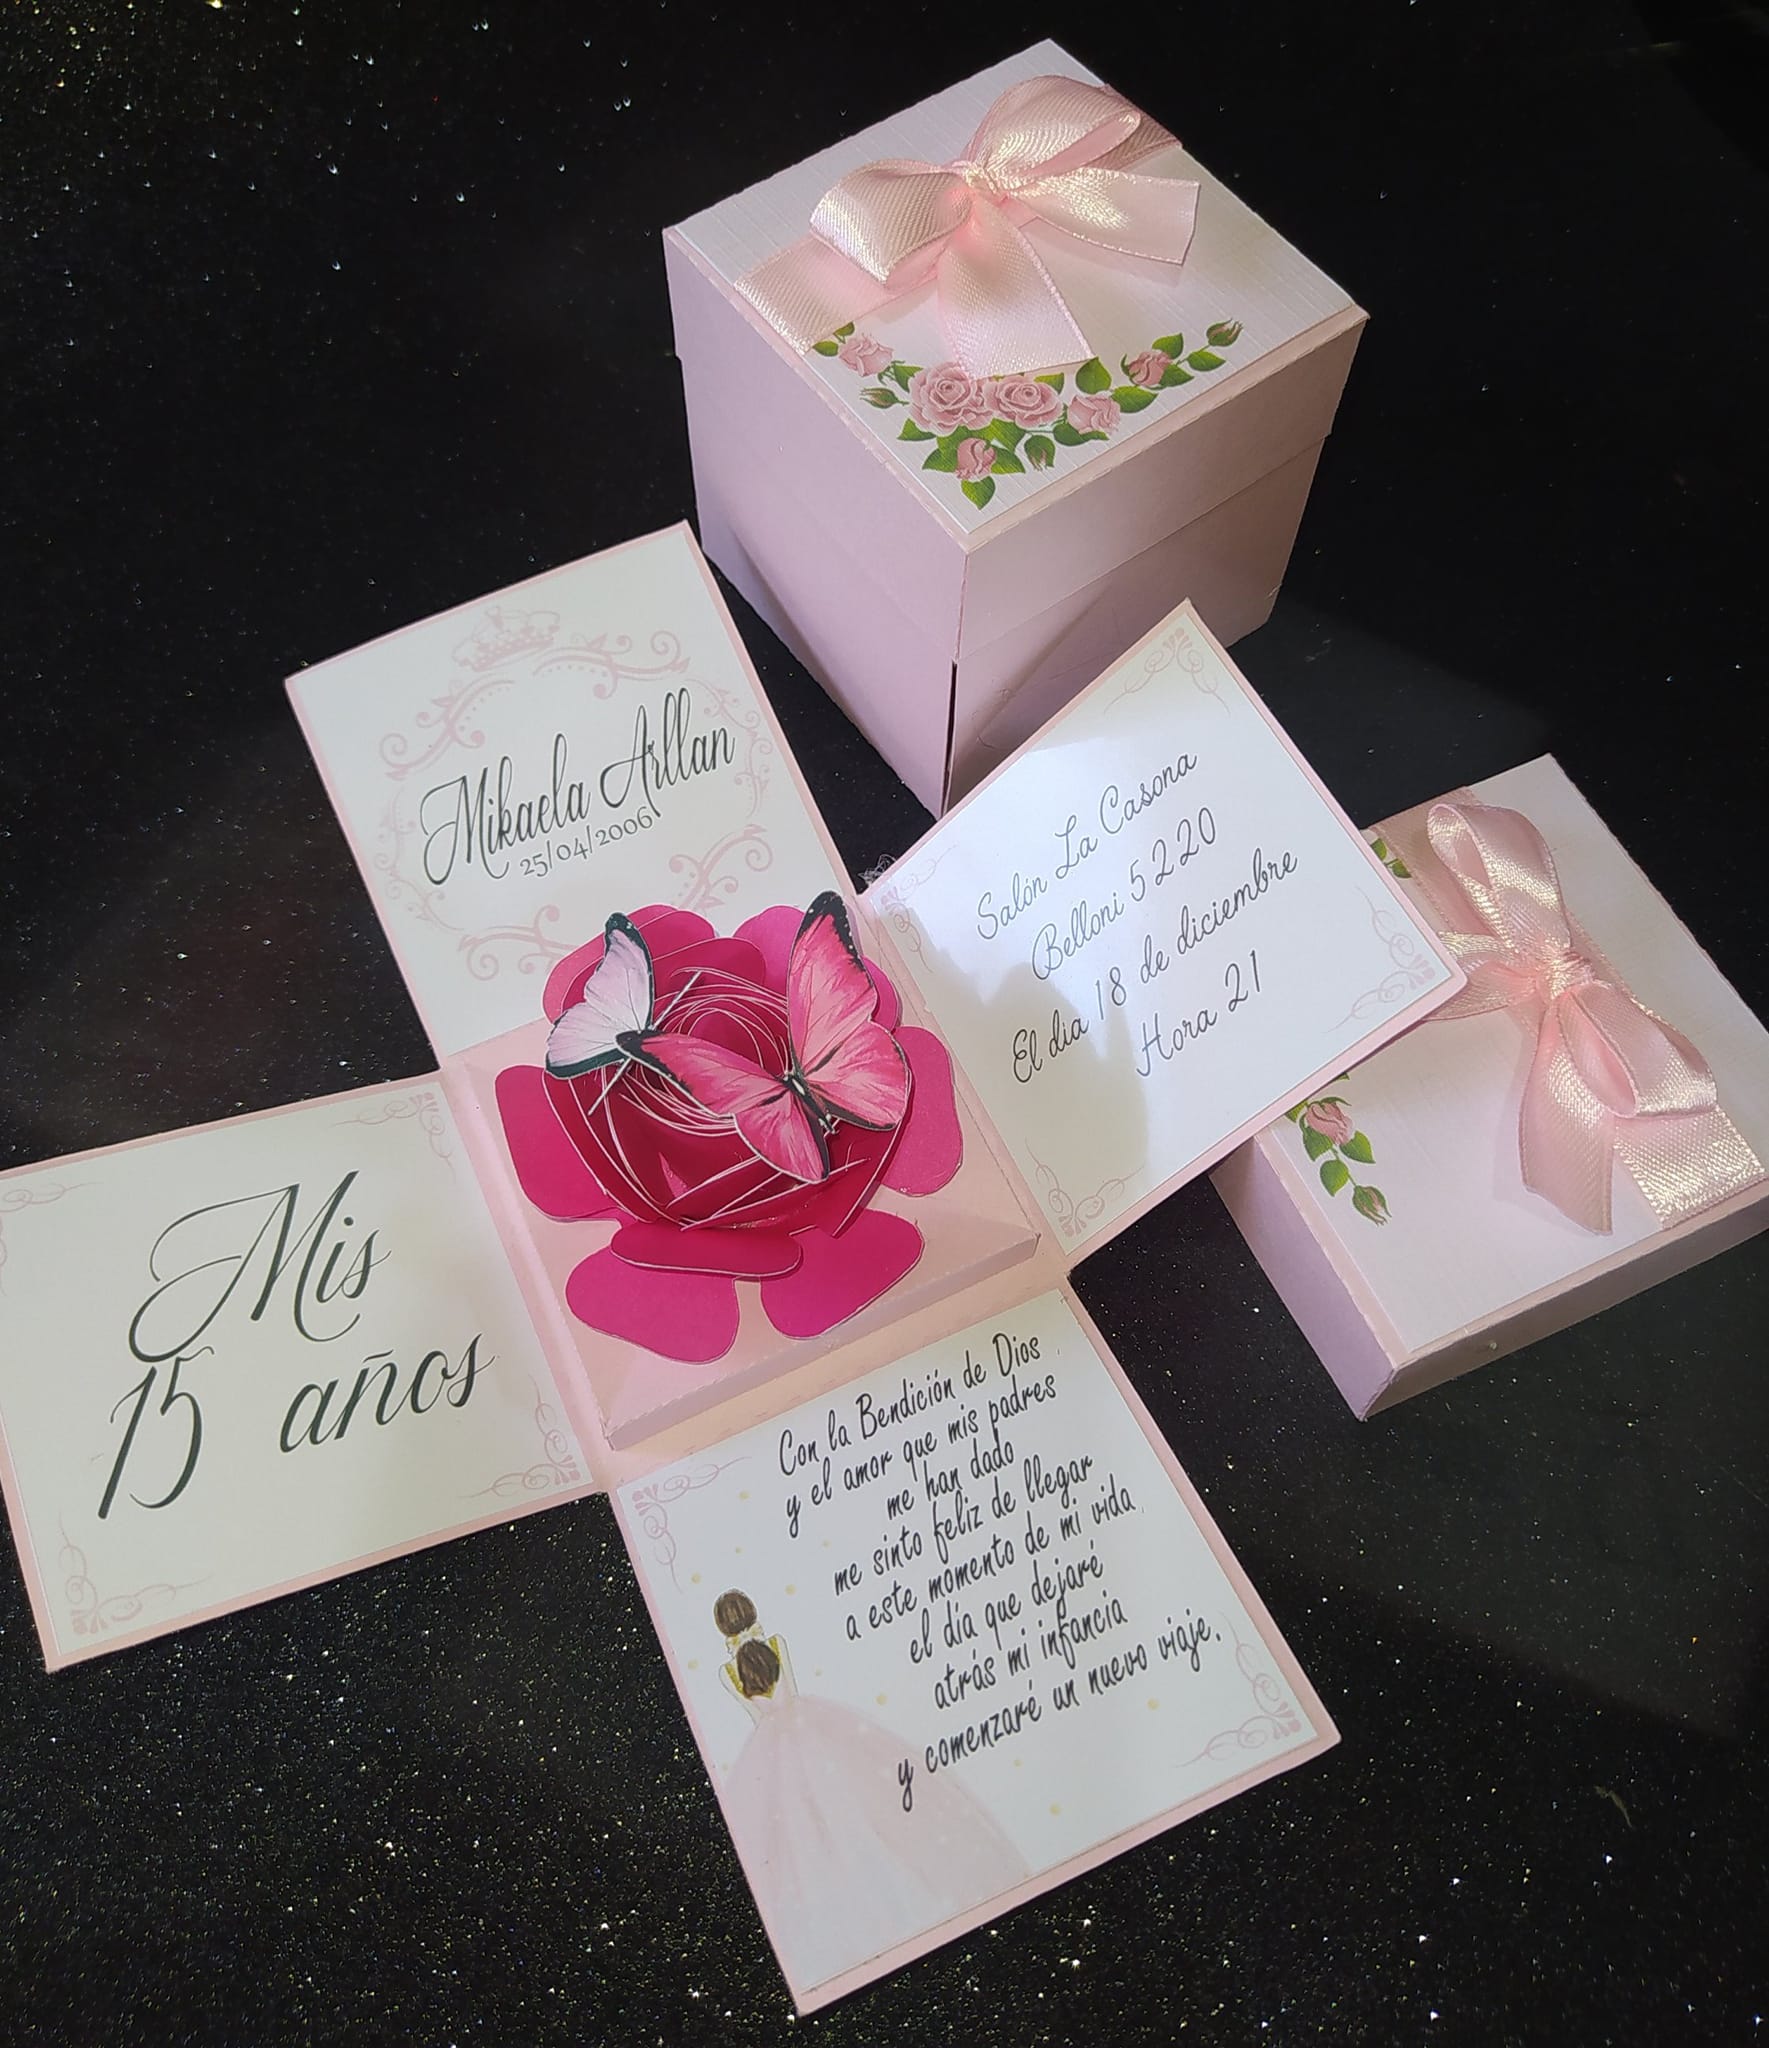 Mikaela Arllan
25/04/2006
Salón La Casona
Belloni 5220
El dia 18 de diciembre
Hora 21
Mis
15 años
Con la Bendición de Dios
y el amor que mis padres
me han dado
me sinto feliz de llegar
a este momento de mi vida,
el día que dejaré
atrás mi infancia
y comenzaré un nuevo viaje.